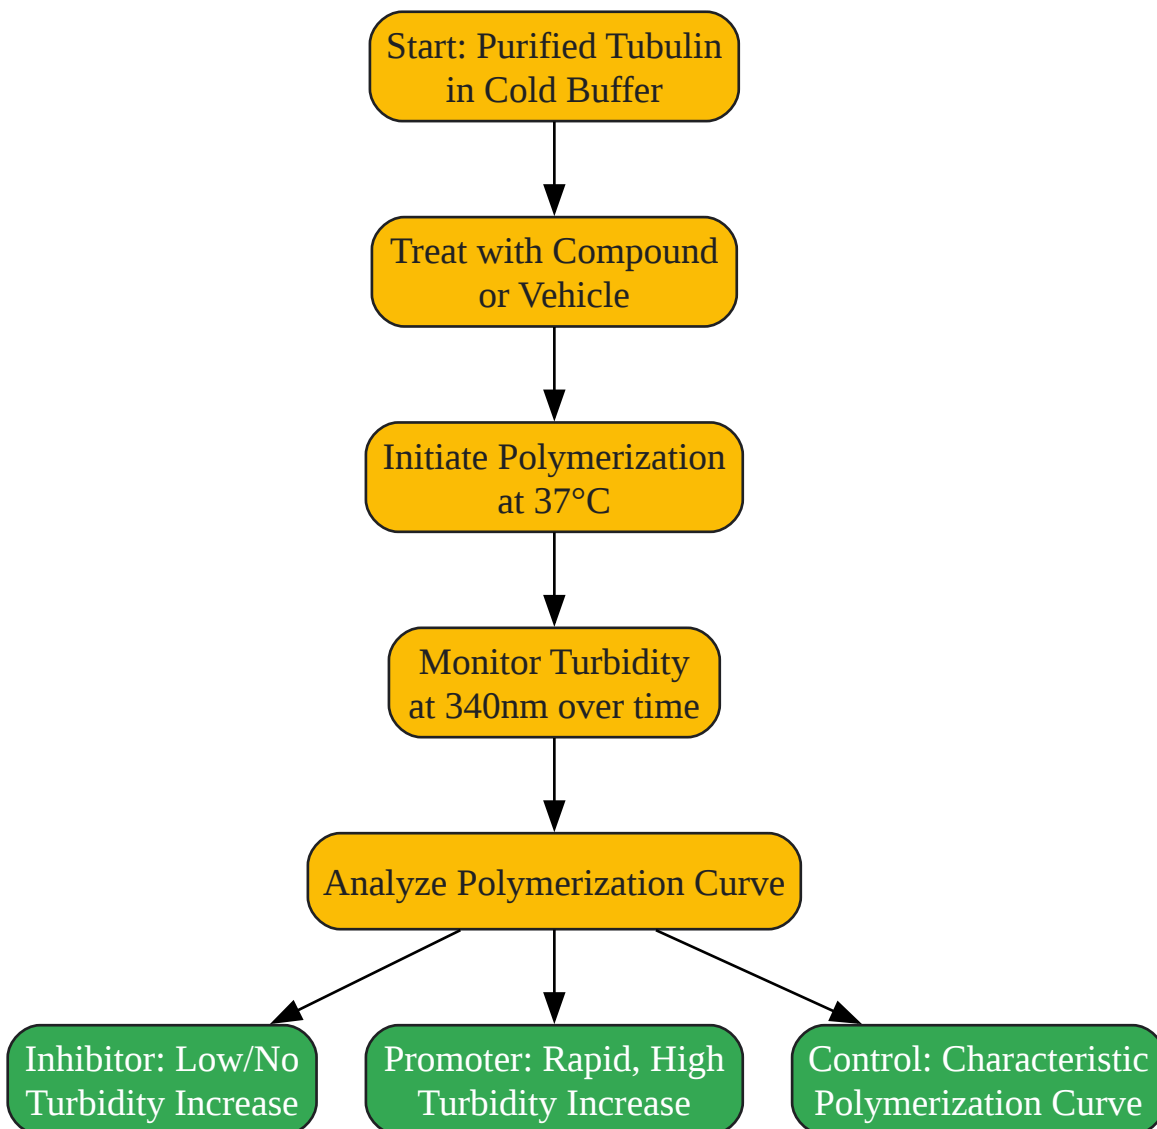 Start: Purified Tubulin
in Cold Buffer
Treat with Compound
or Vehicle
Initiate Polymerization
at 37°C
Monitor Turbidity
at 340nm over time
Analyze Polymerization Curve
Inhibitor: Low/No
Turbidity Increase
Promoter: Rapid, High
Turbidity Increase
Control: Characteristic
Polymerization Curve